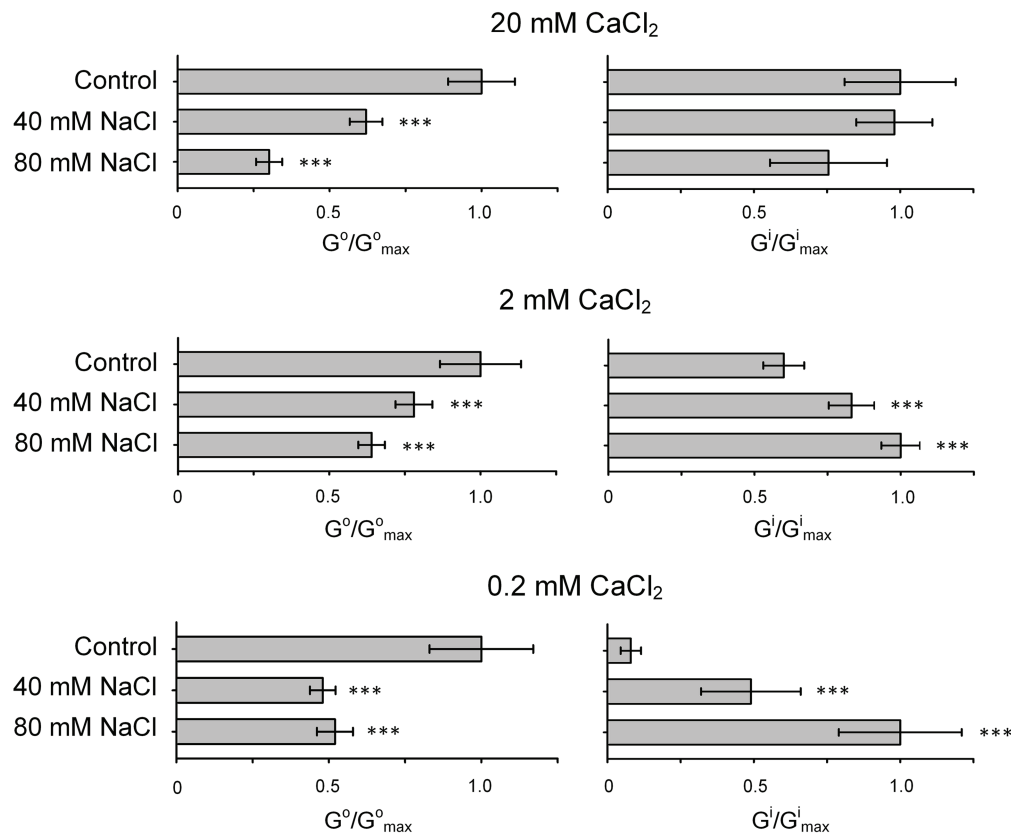 20 mM CaCl₂
Control
40 mM NaCl ***
80 mM NaCl ***
0 0.5 1.0 0 0.5 1.0
Gᵒ/Gᵒmax Gⁱ/Gⁱmax
2 mM CaCl₂
Control
40 mM NaCl *** ***
80 mM NaCl *** ***
0 0.5 1.0 0 0.5 1.0
Gᵒ/Gᵒmax Gⁱ/Gⁱmax
0.2 mM CaCl₂
Control
40 mM NaCl *** ***
80 mM NaCl *** ***
0 0.5 1.0 0 0.5 1.0
Gᵒ/Gᵒmax Gⁱ/Gⁱmax